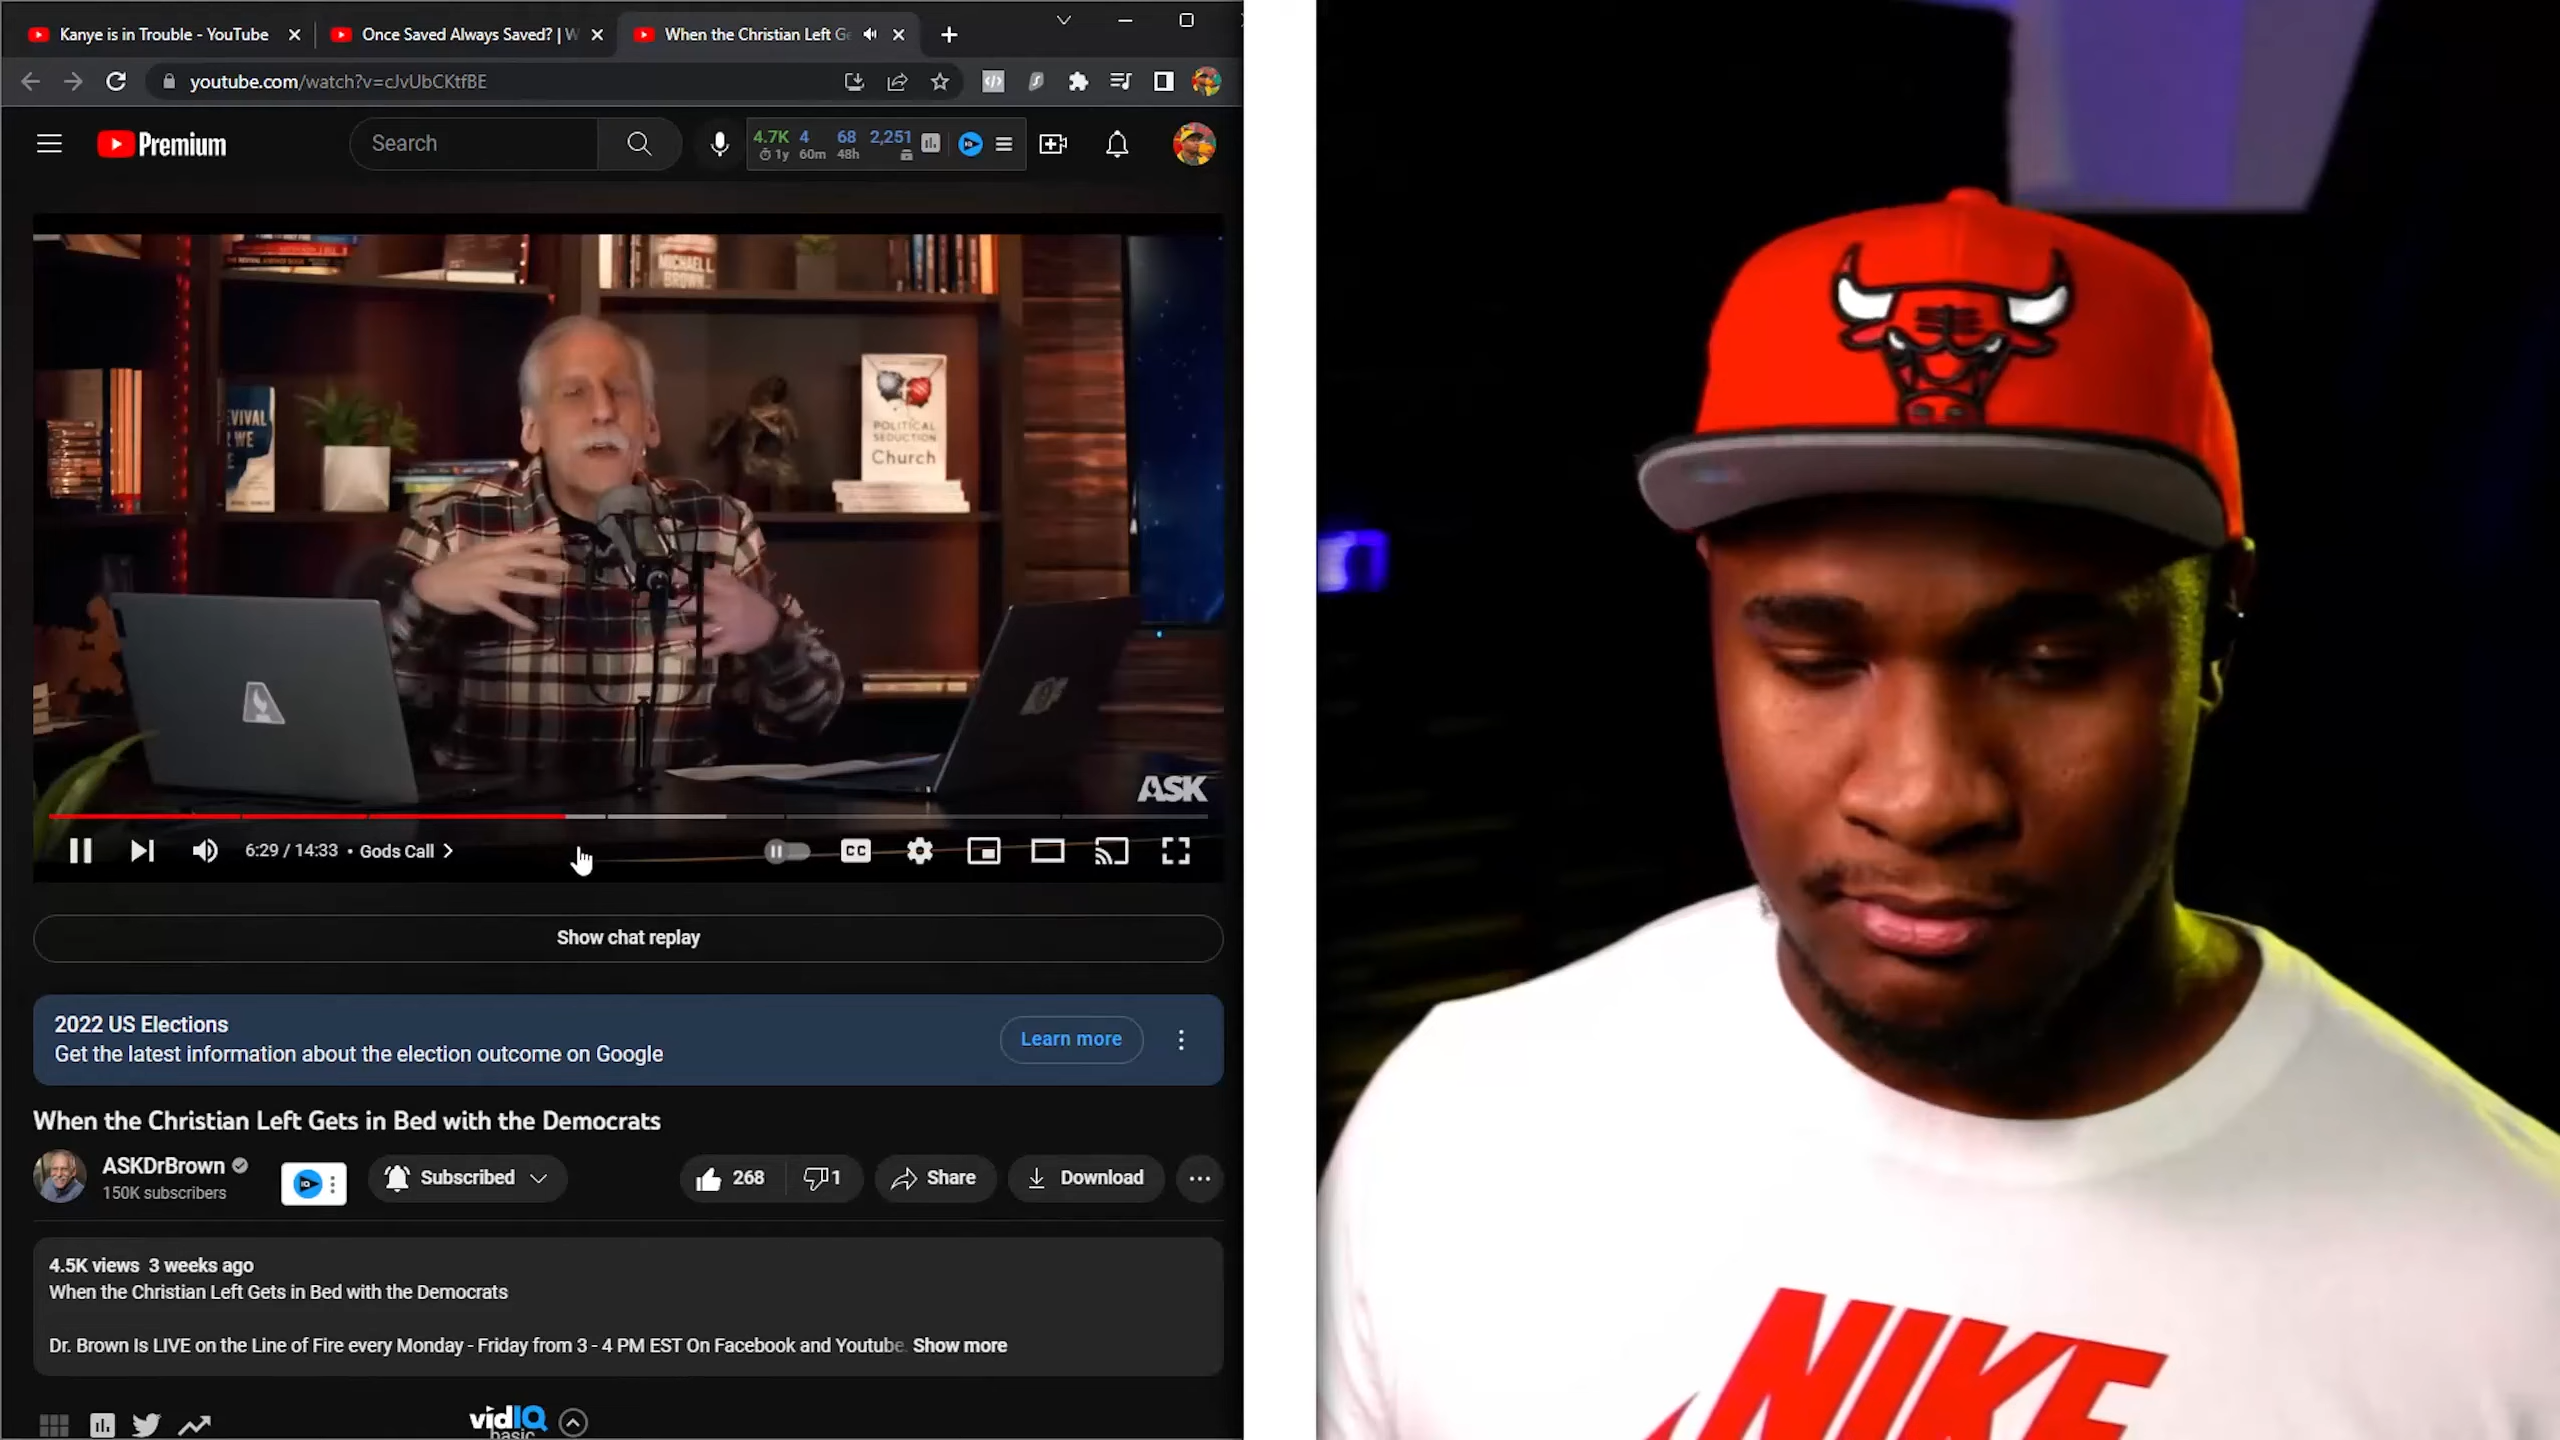 Kanye is in Trouble - YouTube
Once Saved Always Saved? | W
When the Christian Left Ge
youtube.com/watch?v=cJvUbCKtfBE
Premium
Search
4.7K 4 68 2,251
1y 60m 48h
MICHAEL L. BROWN
POLITICAL
SEDUCTION
Church
ASK
6:29 / 14:33 • Gods Call
CC
Show chat replay
2022 US Elections
Get the latest information about the election outcome on Google
Learn more
When the Christian Left Gets in Bed with the Democrats
ASKDrBrown
150K subscribers
Subscribed
268
1
Share
Download
4.5K views 3 weeks ago
When the Christian Left Gets in Bed with the Democrats
Dr. Brown Is LIVE on the Line of Fire every Monday - Friday from 3 - 4 PM EST On Facebook and Youtube. Show more
vidIQ
basic
NIKE